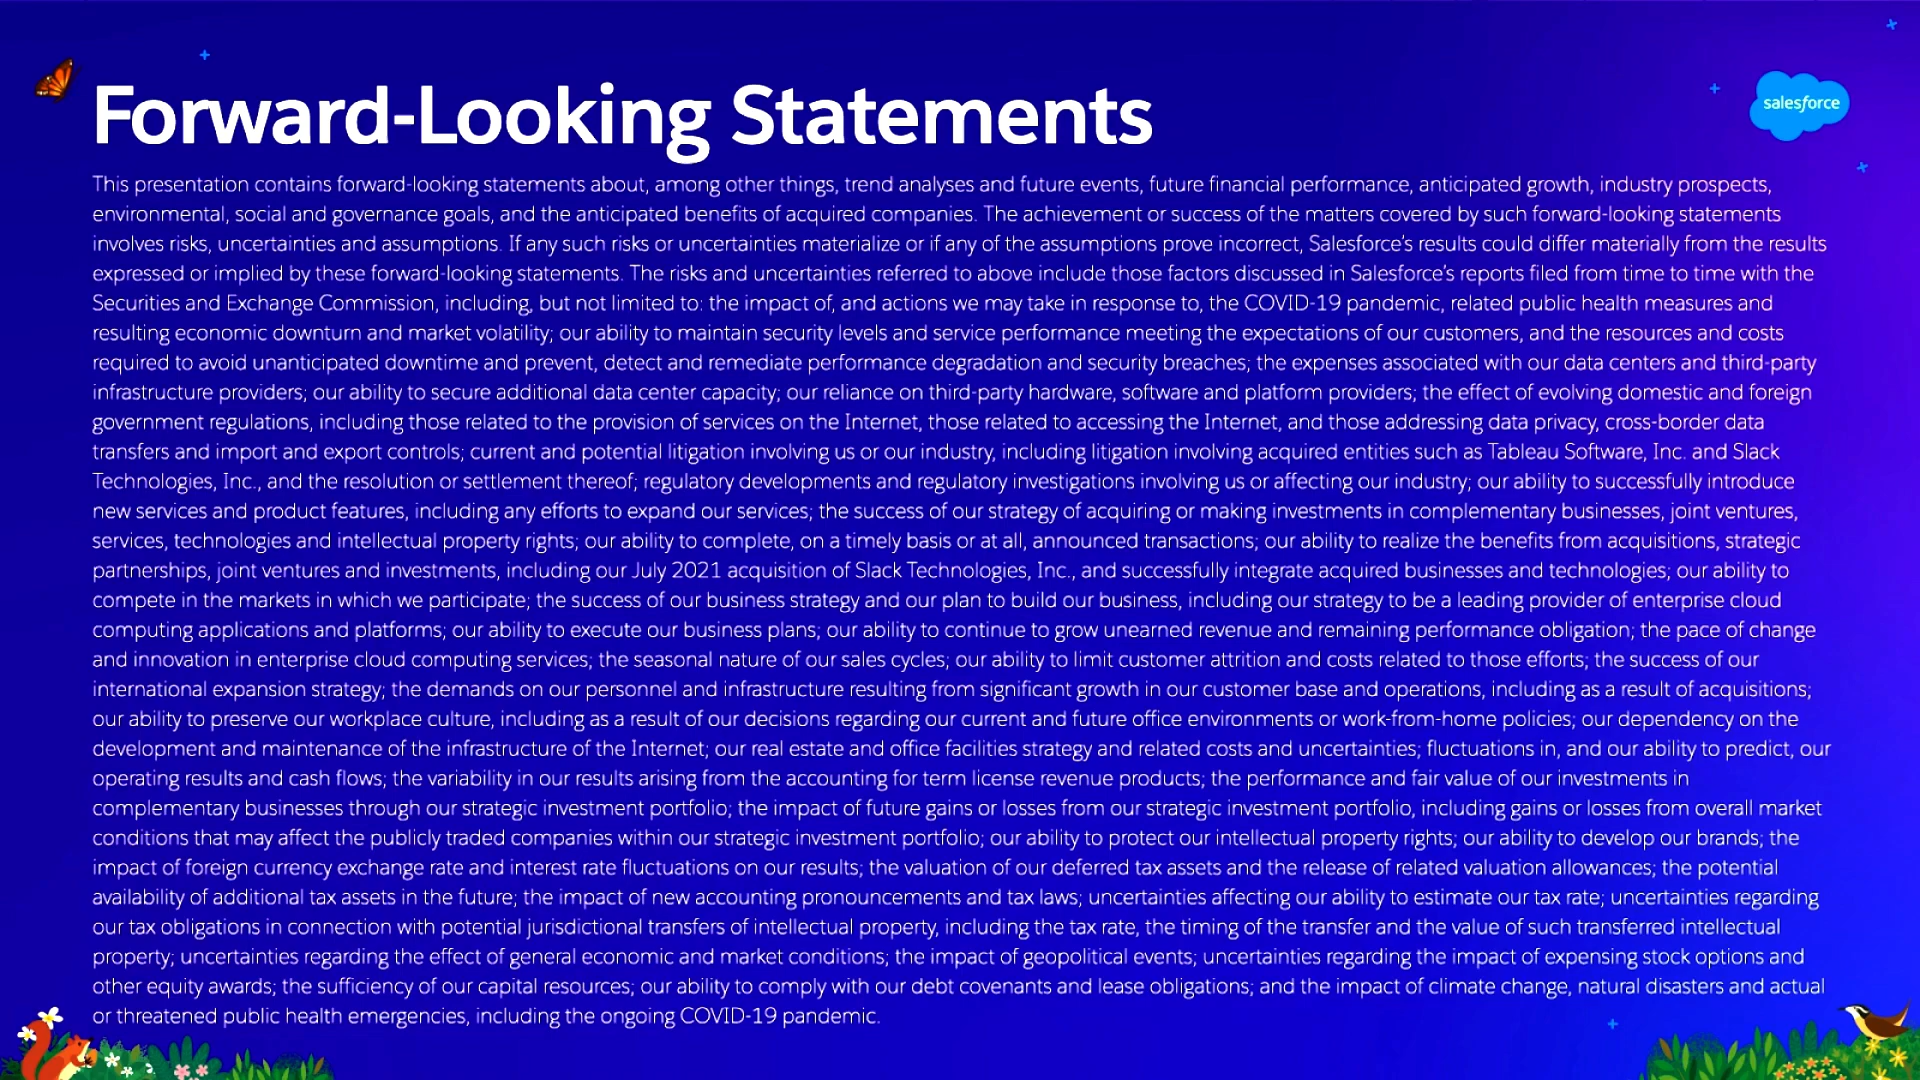 Forward-Looking Statements
salesforce
This presentation contains forward-looking statements about, among other things, trend analyses and future events, future financial performance, anticipated growth, industry prospects,
environmental, social and governance goals, and the anticipated benefits of acquired companies. The achievement or success of the matters covered by such forward-looking statements
involves risks, uncertainties and assumptions. If any such risks or uncertainties materialize or if any of the assumptions prove incorrect, Salesforce's results could differ materially from the results
expressed or implied by these forward-looking statements. The risks and uncertainties referred to above include those factors discussed in Salesforce's reports filed from time to time with the
Securities and Exchange Commission, including, but not limited to: the impact of, and actions we may take in response to, the COVID-19 pandemic, related public health measures and
resulting economic downturn and market volatility; our ability to maintain security levels and service performance meeting the expectations of our customers, and the resources and costs
required to avoid unanticipated downtime and prevent, detect and remediate performance degradation and security breaches; the expenses associated with our data centers and third-party
infrastructure providers; our ability to secure additional data center capacity; our reliance on third-party hardware, software and platform providers; the effect of evolving domestic and foreign
government regulations, including those related to the provision of services on the Internet, those related to accessing the Internet, and those addressing data privacy, cross-border data
transfers and import and export controls; current and potential litigation involving us or our industry, including litigation involving acquired entities such as Tableau Software, Inc. and Slack
Technologies, Inc., and the resolution or settlement thereof; regulatory developments and regulatory investigations involving us or affecting our industry; our ability to successfully introduce
new services and product features, including any efforts to expand our services; the success of our strategy of acquiring or making investments in complementary businesses, joint ventures,
services, technologies and intellectual property rights; our ability to complete, on a timely basis or at all, announced transactions; our ability to realize the benefits from acquisitions, strategic
partnerships, joint ventures and investments, including our July 2021 acquisition of Slack Technologies, Inc., and successfully integrate acquired businesses and technologies; our ability to
compete in the markets in which we participate; the success of our business strategy and our plan to build our business, including our strategy to be a leading provider of enterprise cloud
computing applications and platforms; our ability to execute our business plans; our ability to continue to grow unearned revenue and remaining performance obligation; the pace of change
and innovation in enterprise cloud computing services; the seasonal nature of our sales cycles; our ability to limit customer attrition and costs related to those efforts; the success of our
international expansion strategy; the demands on our personnel and infrastructure resulting from significant growth in our customer base and operations, including as a result of acquisitions;
our ability to preserve our workplace culture, including as a result of our decisions regarding our current and future office environments or work-from-home policies; our dependency on the
development and maintenance of the infrastructure of the Internet; our real estate and office facilities strategy and related costs and uncertainties; fluctuations in, and our ability to predict, our
operating results and cash flows; the variability in our results arising from the accounting for term license revenue products; the performance and fair value of our investments in
complementary businesses through our strategic investment portfolio; the impact of future gains or losses from our strategic investment portfolio, including gains or losses from overall market
conditions that may affect the publicly traded companies within our strategic investment portfolio; our ability to protect our intellectual property rights; our ability to develop our brands; the
impact of foreign currency exchange rate and interest rate fluctuations on our results; the valuation of our deferred tax assets and the release of related valuation allowances; the potential
availability of additional tax assets in the future; the impact of new accounting pronouncements and tax laws; uncertainties affecting our ability to estimate our tax rate; uncertainties regarding
our tax obligations in connection with potential jurisdictional transfers of intellectual property, including the tax rate, the timing of the transfer and the value of such transferred intellectual
property; uncertainties regarding the effect of general economic and market conditions; the impact of geopolitical events; uncertainties regarding the impact of expensing stock options and
other equity awards; the sufficiency of our capital resources; our ability to comply with our debt covenants and lease obligations; and the impact of climate change, natural disasters and actual
or threatened public health emergencies, including the ongoing COVID-19 pandemic.